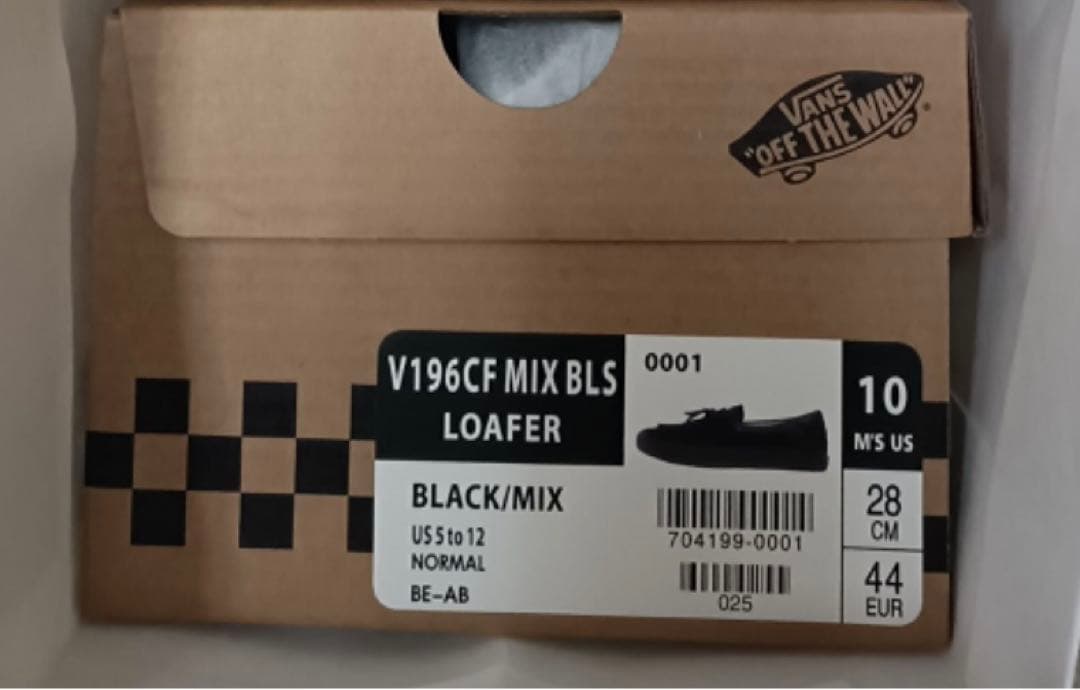 VANS
"OFF THE WALL"
V196CF MIX BLS
LOAFER
0001
10
M'S US
BLACK/MIX
US 5 to 12
NORMAL
BE-AB
704199-0001
025
28
CM
44
EUR